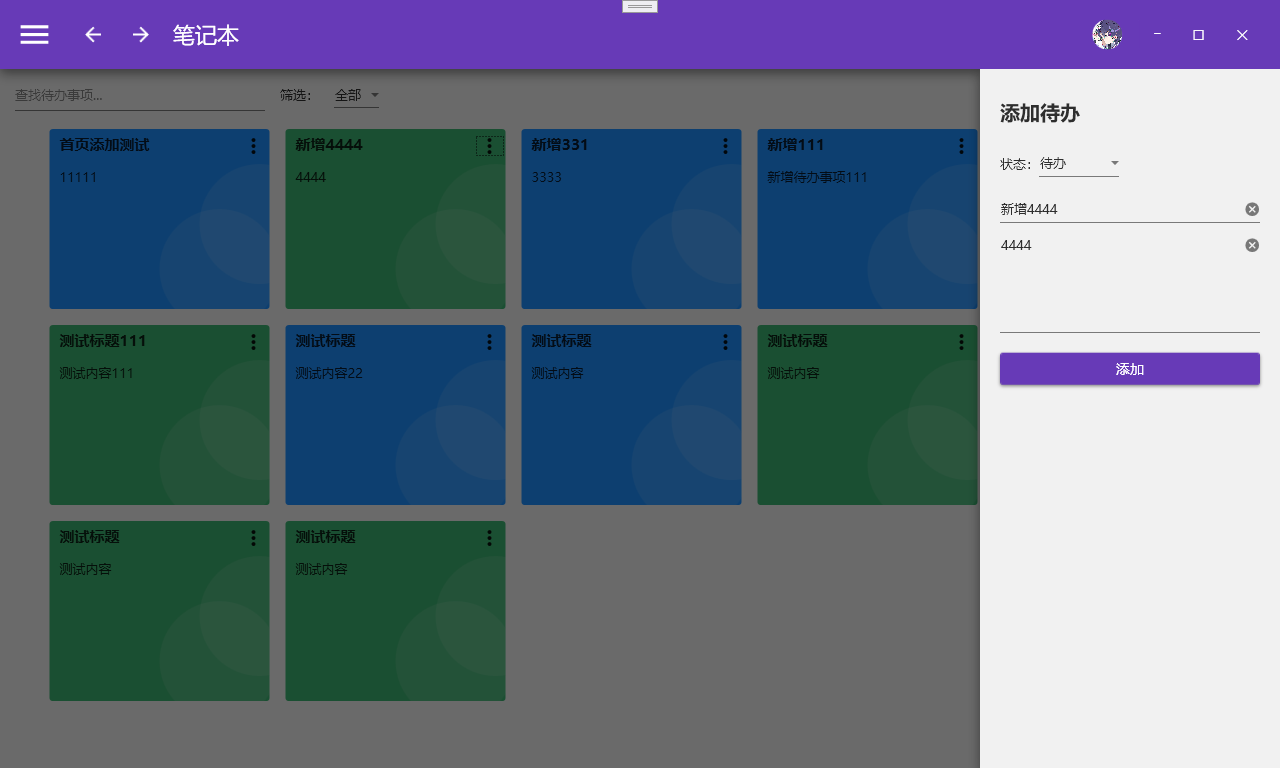 笔记本
查找待办事项...
筛选:
全部
首页添加测试
11111
新增4444
4444
新增331
3333
新增111
新增待办事项111
测试标题111
测试内容111
测试标题
测试内容22
测试标题
测试内容
测试标题
测试内容
测试标题
测试内容
测试标题
测试内容
添加待办
状态: 待办
新增4444
4444
添加